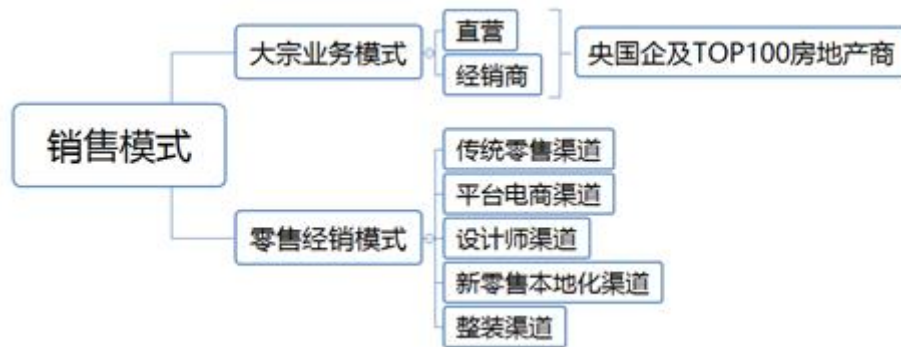 销售模式
大宗业务模式
直营
经销商
央国企及TOP100房地产商
零售经销模式
传统零售渠道
平台电商渠道
设计师渠道
新零售本地化渠道
整装渠道